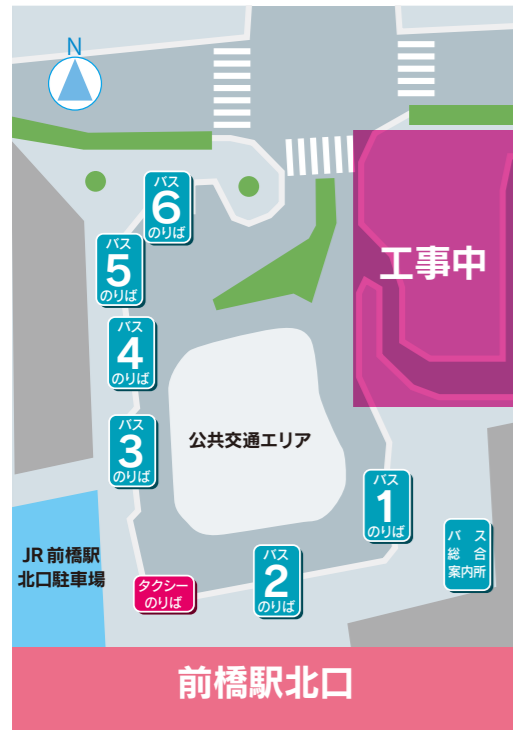 N
バス
6
のりば
バス
5
のりば
工事中
バス
4
のりば
バス
3
のりば
公共交通エリア
バス
1
のりば
バス
総合
案内所
JR 前橋駅
北口駐車場
タクシー
のりば
バス
2
のりば
前橋駅北口